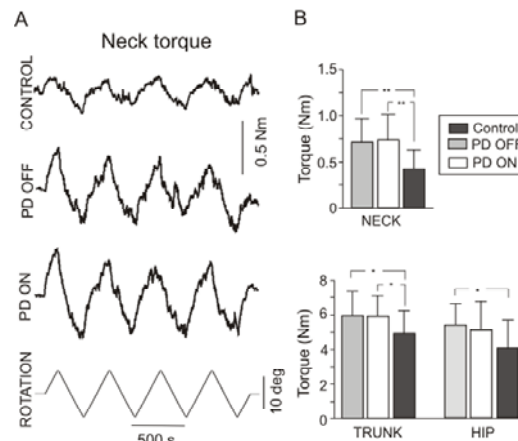 A
Neck torque
CONTROL
0.5 Nm
PD OFF
PD ON
ROTATION
10 deg
500 s
B
1.5
1.0
0.5
0.0
Torque (Nm)
** 
**
NECK
Control
PD OFF
PD ON
8
6
4
2
0
Torque (Nm)
*
*
*
TRUNK
HIP